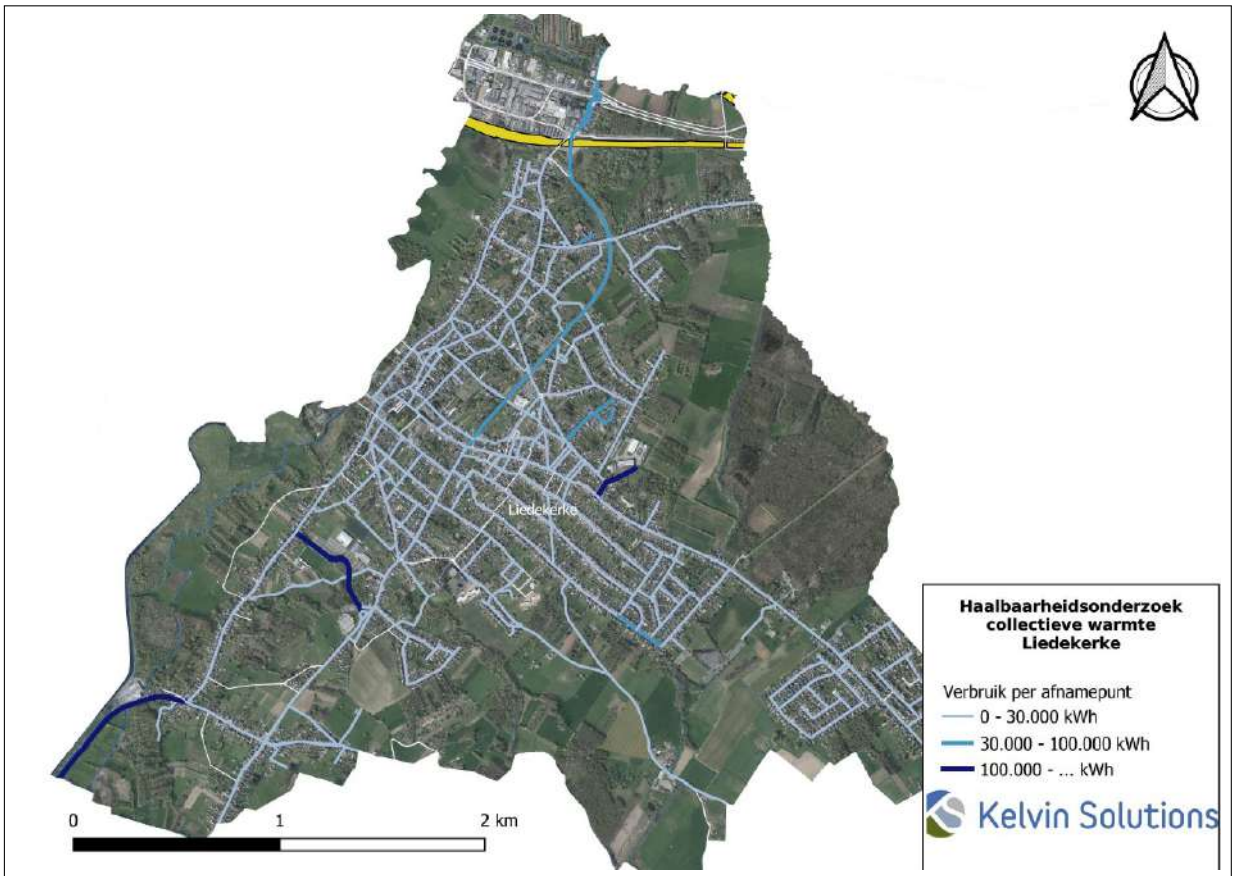 Liedekerke
Haalbaarheidsonderzoek
collectieve warmte
Liedekerke
Verbruik per afnamepunt
0 - 30.000 kWh
30.000 - 100.000 kWh
100.000 - ... kWh
Kelvin Solutions
0 1 2 km